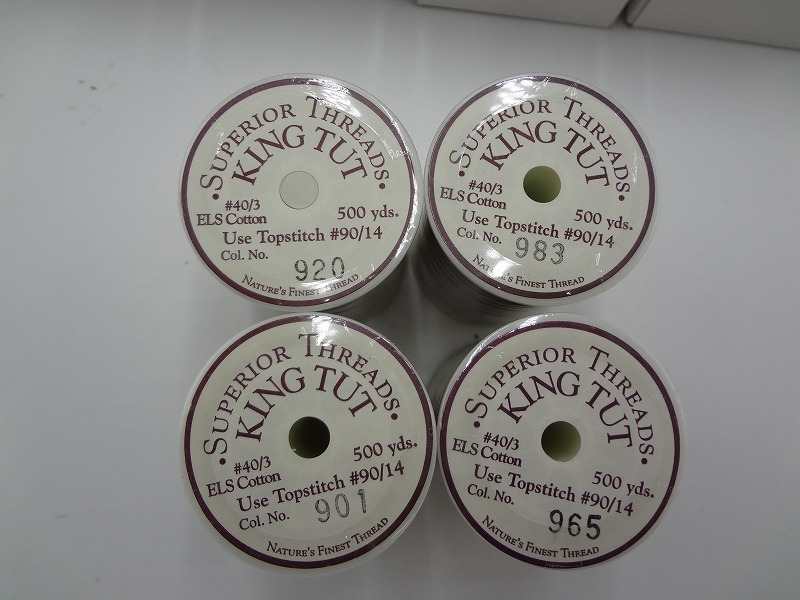 SUPERIOR THREADS
KING TUT
#40/3
ELS Cotton
500 yds.
Use Topstitch #90/14
Col. No. 920
NATURE'S FINEST THREAD
SUPERIOR THREADS
KING TUT
#40/3
ELS Cotton
500 yds.
Use Topstitch #90/14
Col. No. 983
NATURE'S FINEST THREAD
SUPERIOR THREADS
KING TUT
#40/3
ELS Cotton
500 yds.
Use Topstitch #90/14
Col. No. 901
NATURE'S FINEST THREAD
SUPERIOR THREADS
KING TUT
#40/3
ELS Cotton
500 yds.
Use Topstitch #90/14
Col. No. 965
NATURE'S FINEST THREAD